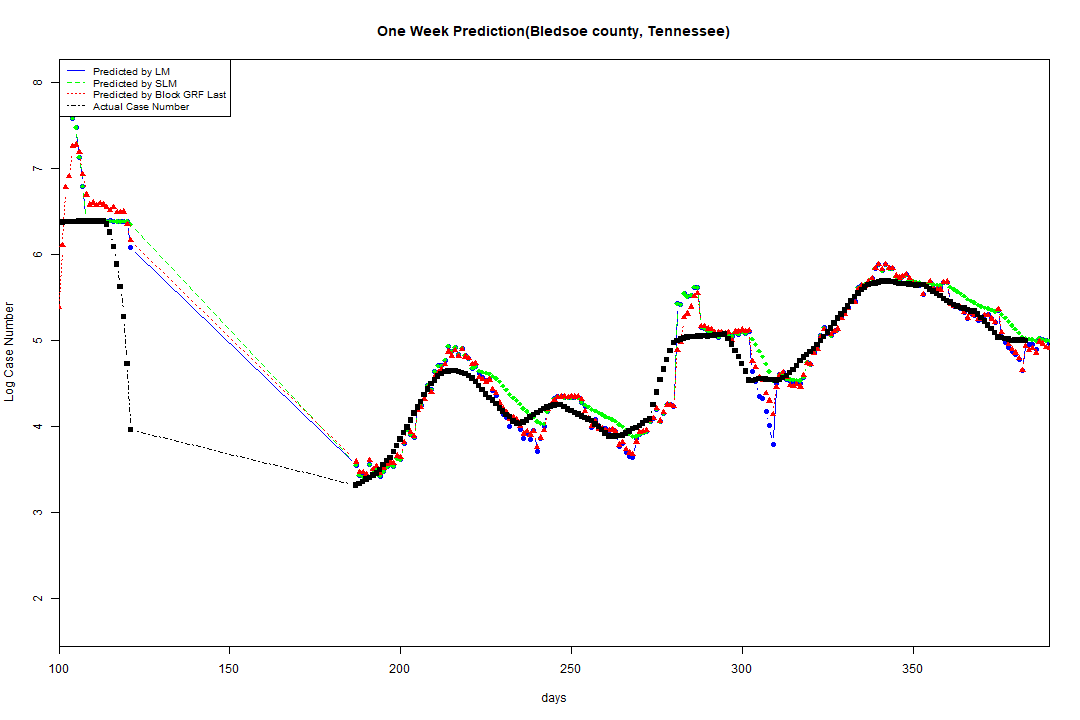 One Week Prediction(Bledsoe county, Tennessee)
Predicted by LM
Predicted by SLM
Predicted by Block GRF Last
Actual Case Number
8
7
6
5
4
3
2
Log Case Number
100 150 200 250 300 350
days